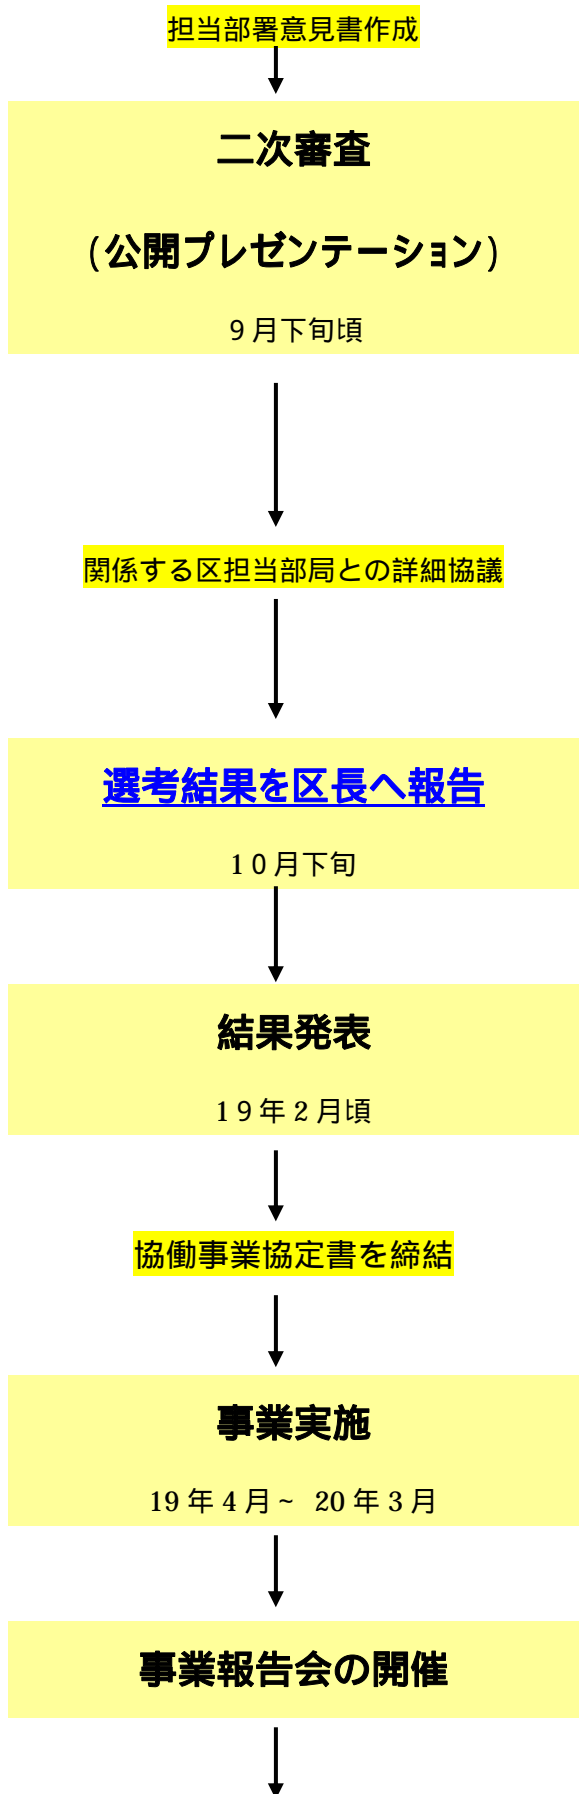 担当部署意見書作成
二次審査
(公開プレゼンテーション)
9月下旬頃
関係する区担当部局との詳細協議
選考結果を区長へ報告
10月下旬
結果発表
19年2月頃
協働事業協定書を締結
事業実施
19年4月~ 20年3月
事業報告会の開催